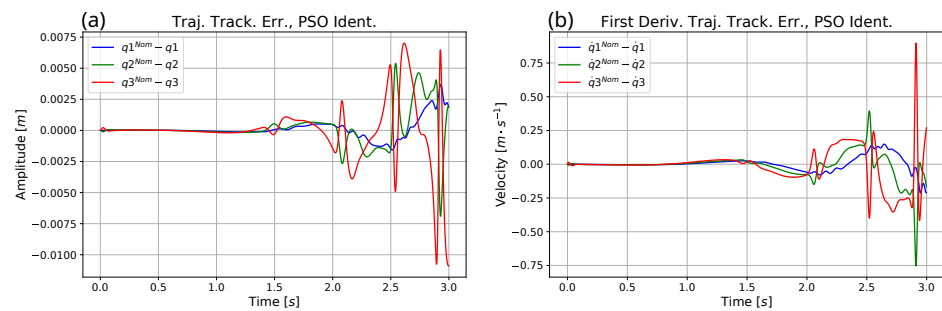 (a)
Traj. Track. Err., PSO Ident.
q1^Nom − q1
q2^Nom − q2
q3^Nom − q3
Amplitude [m]
0.0075
0.0050
0.0025
0.0000
−0.0025
−0.0050
−0.0075
−0.0100
0.0 0.5 1.0 1.5 2.0 2.5 3.0
Time [s]
(b)
First Deriv. Traj. Track. Err., PSO Ident.
q̇1^Nom − q̇1
q̇2^Nom − q̇2
q̇3^Nom − q̇3
Velocity [m · s⁻¹]
0.75
0.50
0.25
0.00
−0.25
−0.50
−0.75
0.0 0.5 1.0 1.5 2.0 2.5 3.0
Time [s]